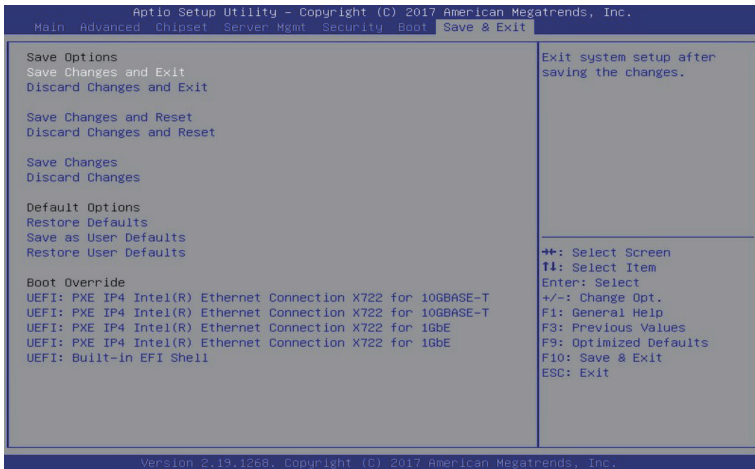 Aptio Setup Utility – Copyright (C) 2017 American Megatrends, Inc.
Main Advanced Chipset Server Mgmt Security Boot Save & Exit
Save Options
Save Changes and Exit
Discard Changes and Exit
Save Changes and Reset
Discard Changes and Reset
Save Changes
Discard Changes
Default Options
Restore Defaults
Save as User Defaults
Restore User Defaults
Boot Override
UEFI: PXE IP4 Intel(R) Ethernet Connection X722 for 10GBASE-T
UEFI: PXE IP4 Intel(R) Ethernet Connection X722 for 10GBASE-T
UEFI: PXE IP4 Intel(R) Ethernet Connection X722 for 1GbE
UEFI: PXE IP4 Intel(R) Ethernet Connection X722 for 1GbE
UEFI: Built-in EFI Shell
Exit system setup after
saving the changes.
→←: Select Screen
↑↓: Select Item
Enter: Select
+/-: Change Opt.
F1: General Help
F3: Previous Values
F9: Optimized Defaults
F10: Save & Exit
ESC: Exit
Version 2.19.1268. Copyright (C) 2017 American Megatrends, Inc.